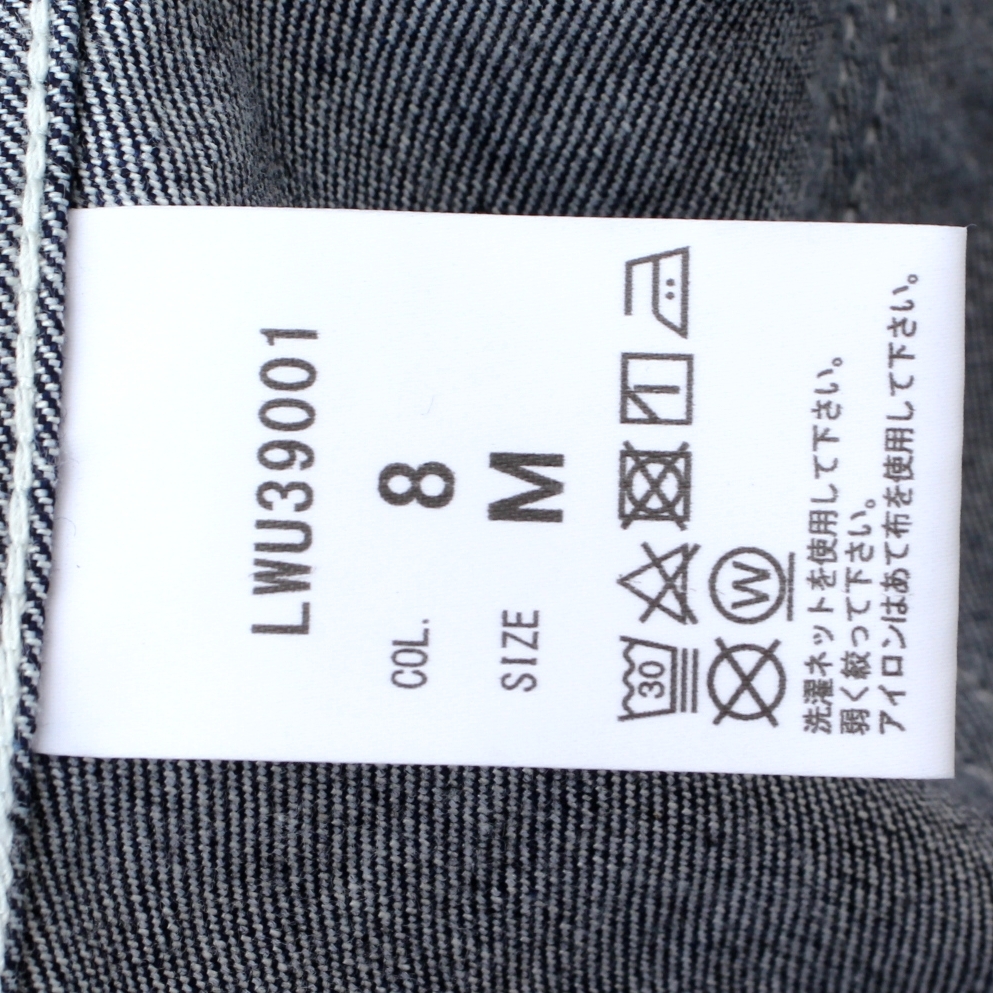 LWU39001
COL. 8
SIZE M
30
W
洗濯ネットを使用して下さい。
弱く絞って下さい。
アイロンはあて布を使用して下さい。